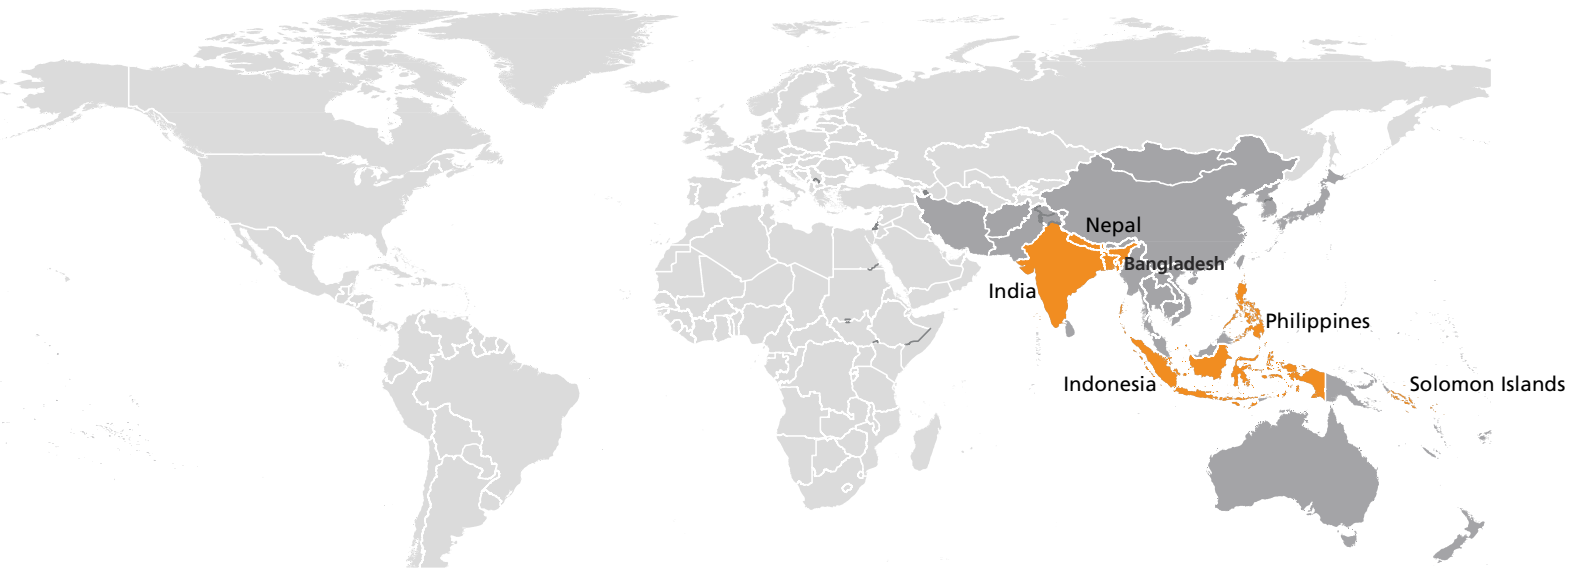 Nepal
Bangladesh
India
Philippines
Indonesia
Solomon Islands